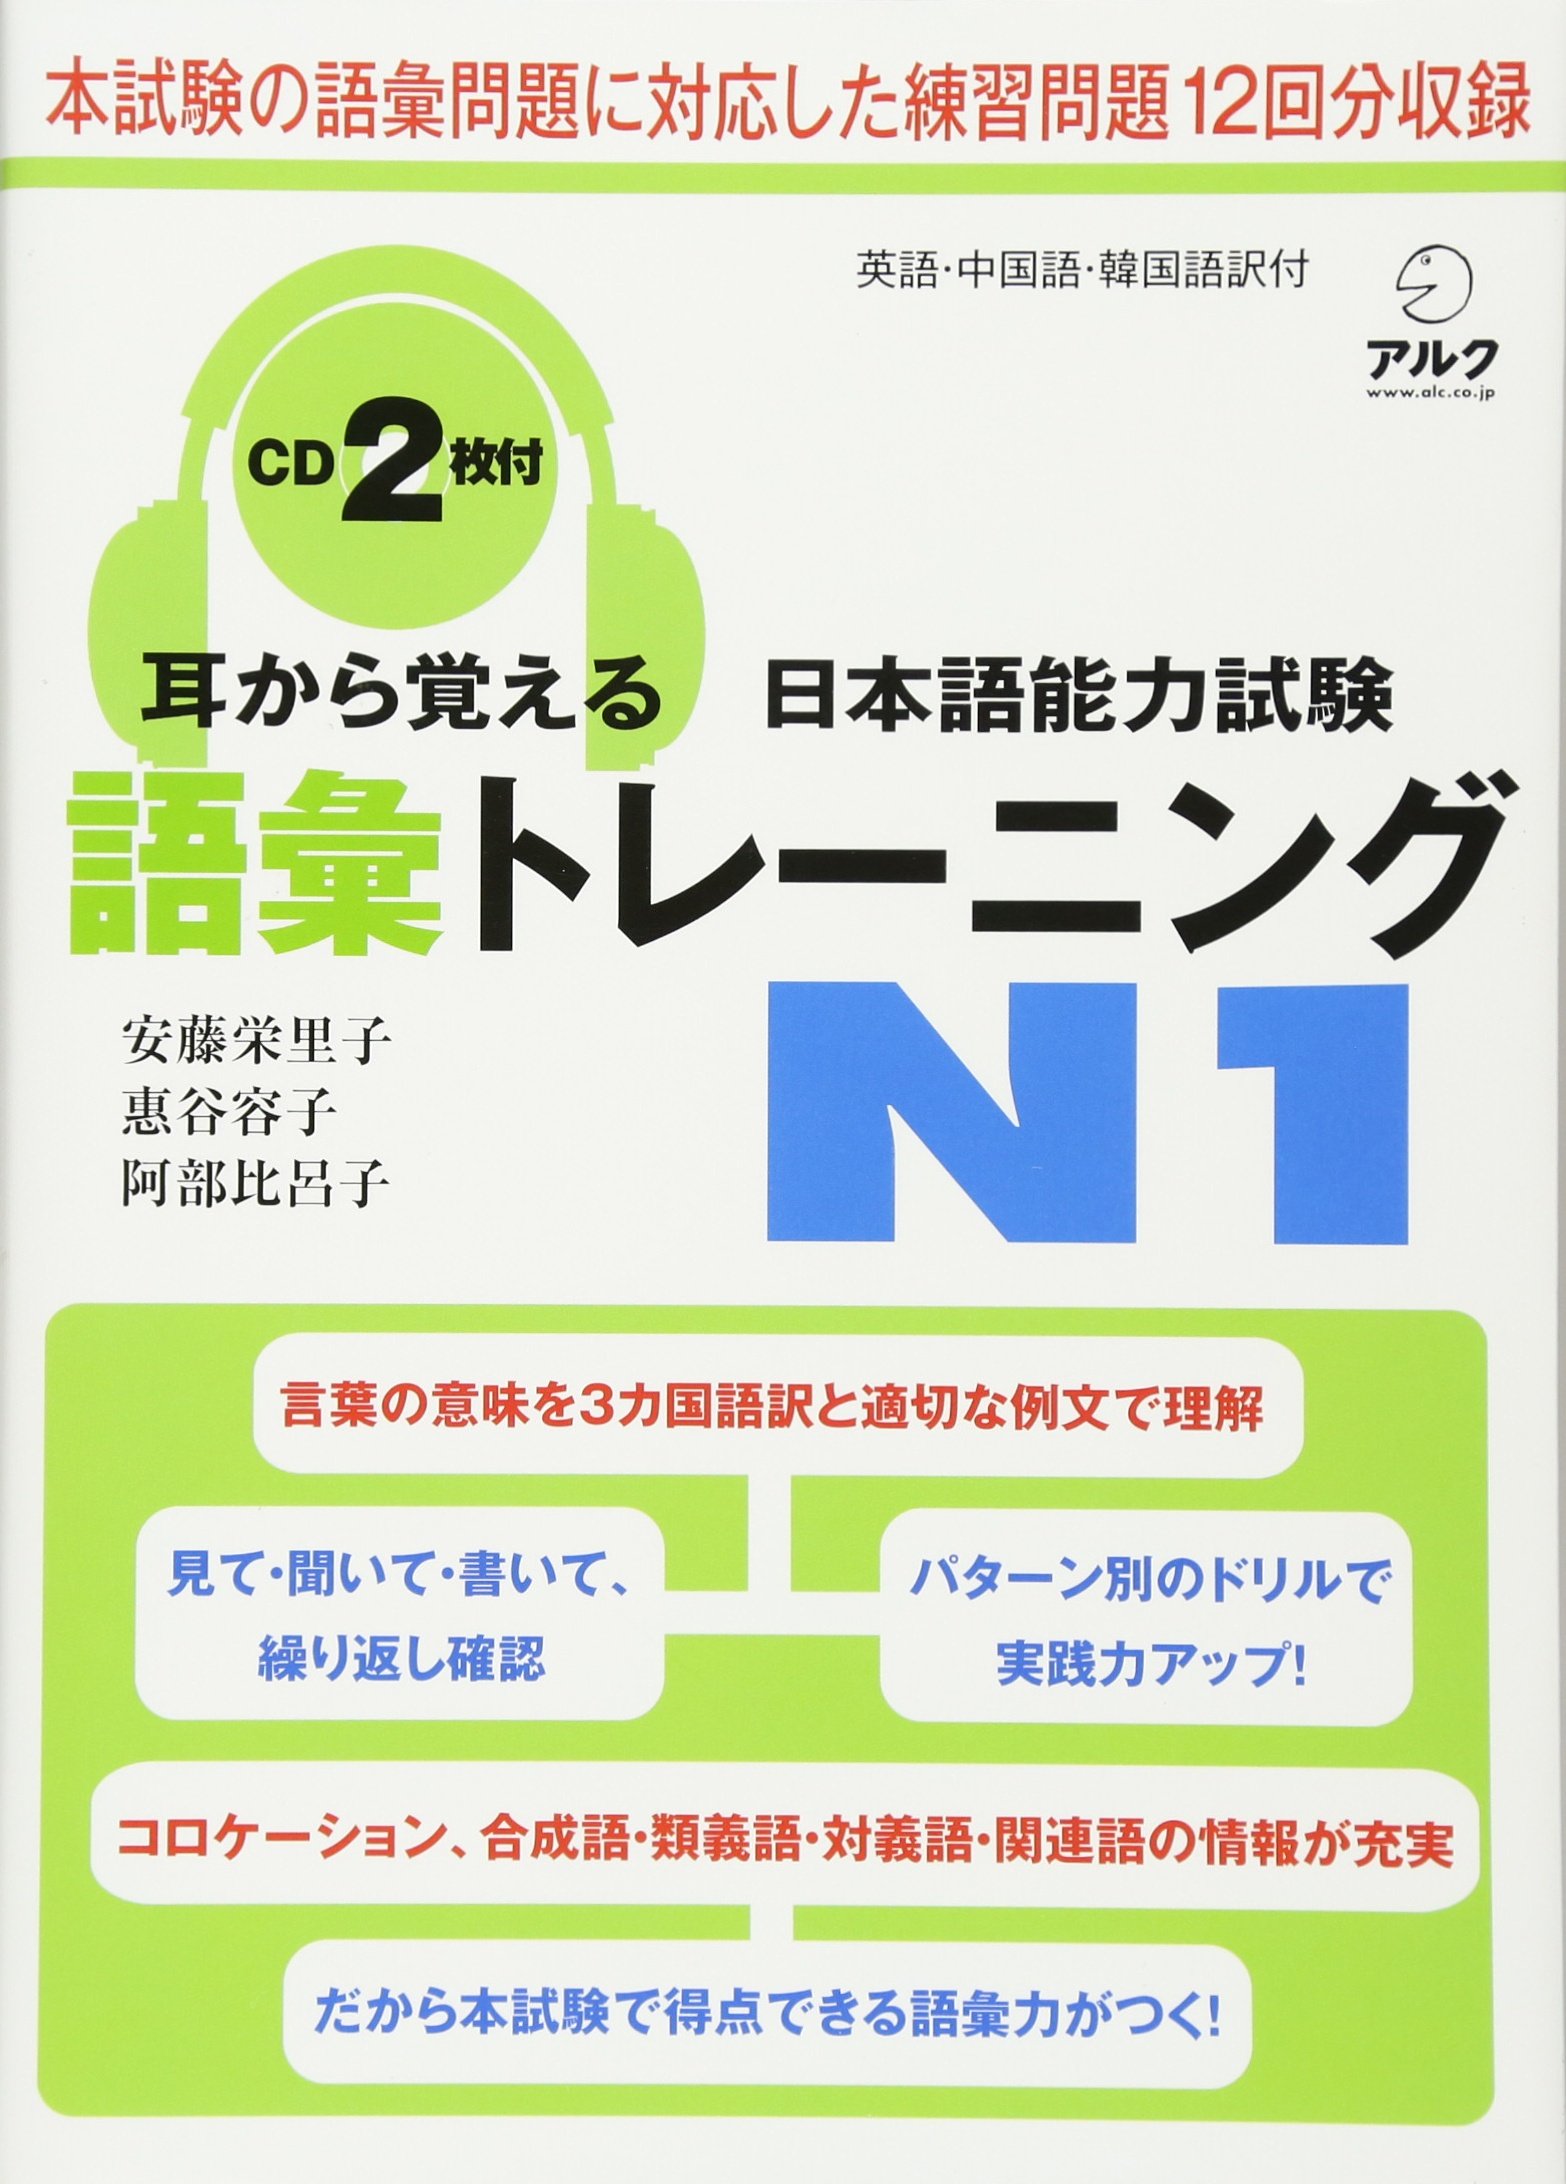 本試験の語彙問題に対応した練習問題12回分収録
英語・中国語・韓国語訳付
アルク
www.alc.co.jp
CD2枚付
耳から覚える 日本語能力試験
語彙トレーニング
N1
安藤栄里子
惠谷容子
阿部比呂子
言葉の意味を3カ国語訳と適切な例文で理解
見て・聞いて・書いて、
繰り返し確認
パターン別のドリルで
実践力アップ!
コロケーション、合成語・類義語・対義語・関連語の情報が充実
だから本試験で得点できる語彙力がつく!